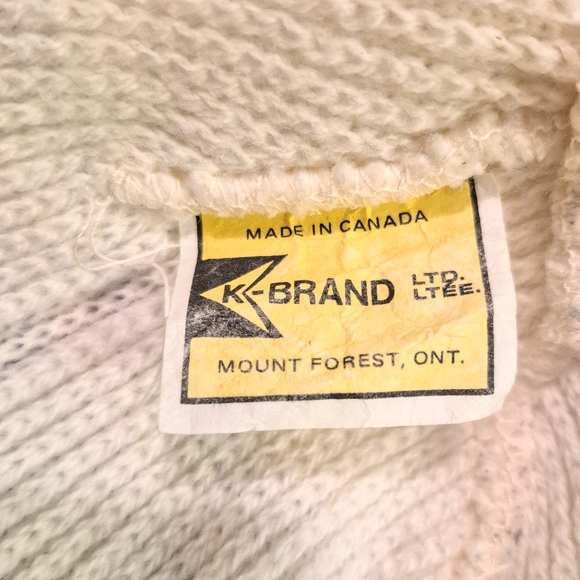 MADE IN CANADA
K-BRAND LTD.
LTEE.
MOUNT FOREST, ONT.